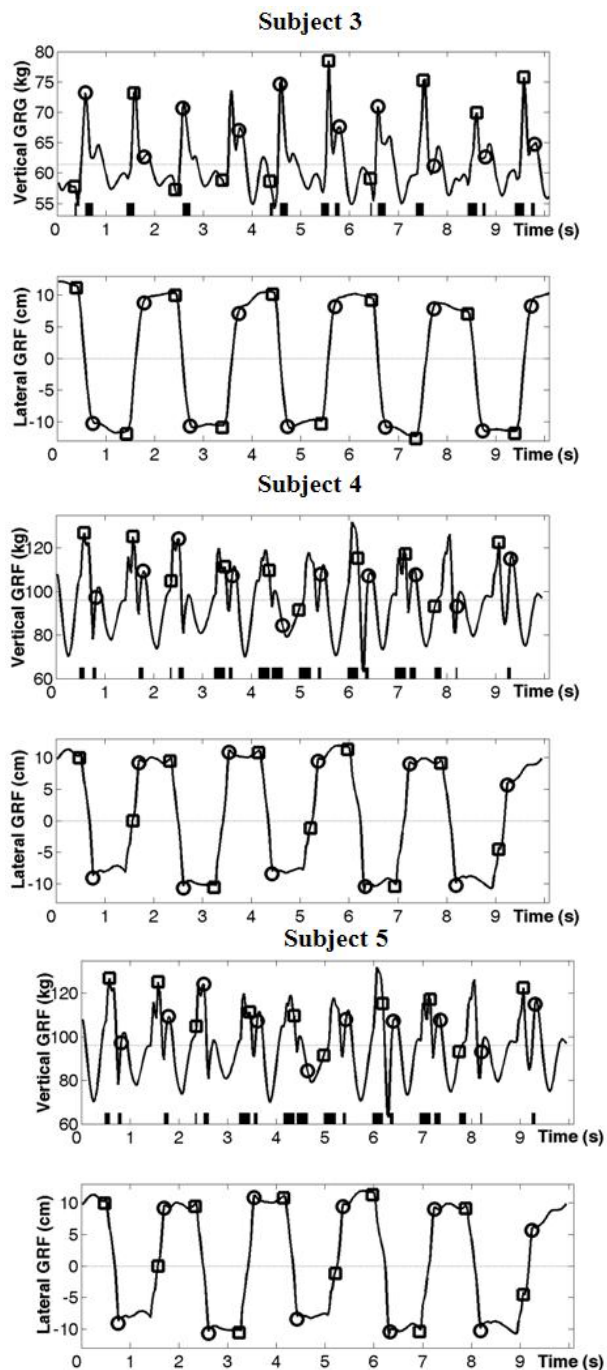 Subject 3
Vertical GRG (kg)
80
75
70
65
60
55
0 1 2 3 4 5 6 7 8 9 Time (s)
Lateral GRF (cm)
10
5
0
-5
-10
0 1 2 3 4 5 6 7 8 9 Time (s)
Subject 4
Vertical GRF (kg)
120
100
80
60
0 1 2 3 4 5 6 7 8 9 Time (s)
Lateral GRF (cm)
10
5
0
-5
-10
0 1 2 3 4 5 6 7 8 9 Time (s)
Subject 5
Vertical GRF (kg)
120
100
80
60
0 1 2 3 4 5 6 7 8 9 Time (s)
Lateral GRF (cm)
10
5
0
-5
-10
0 1 2 3 4 5 6 7 8 9 Time (s)